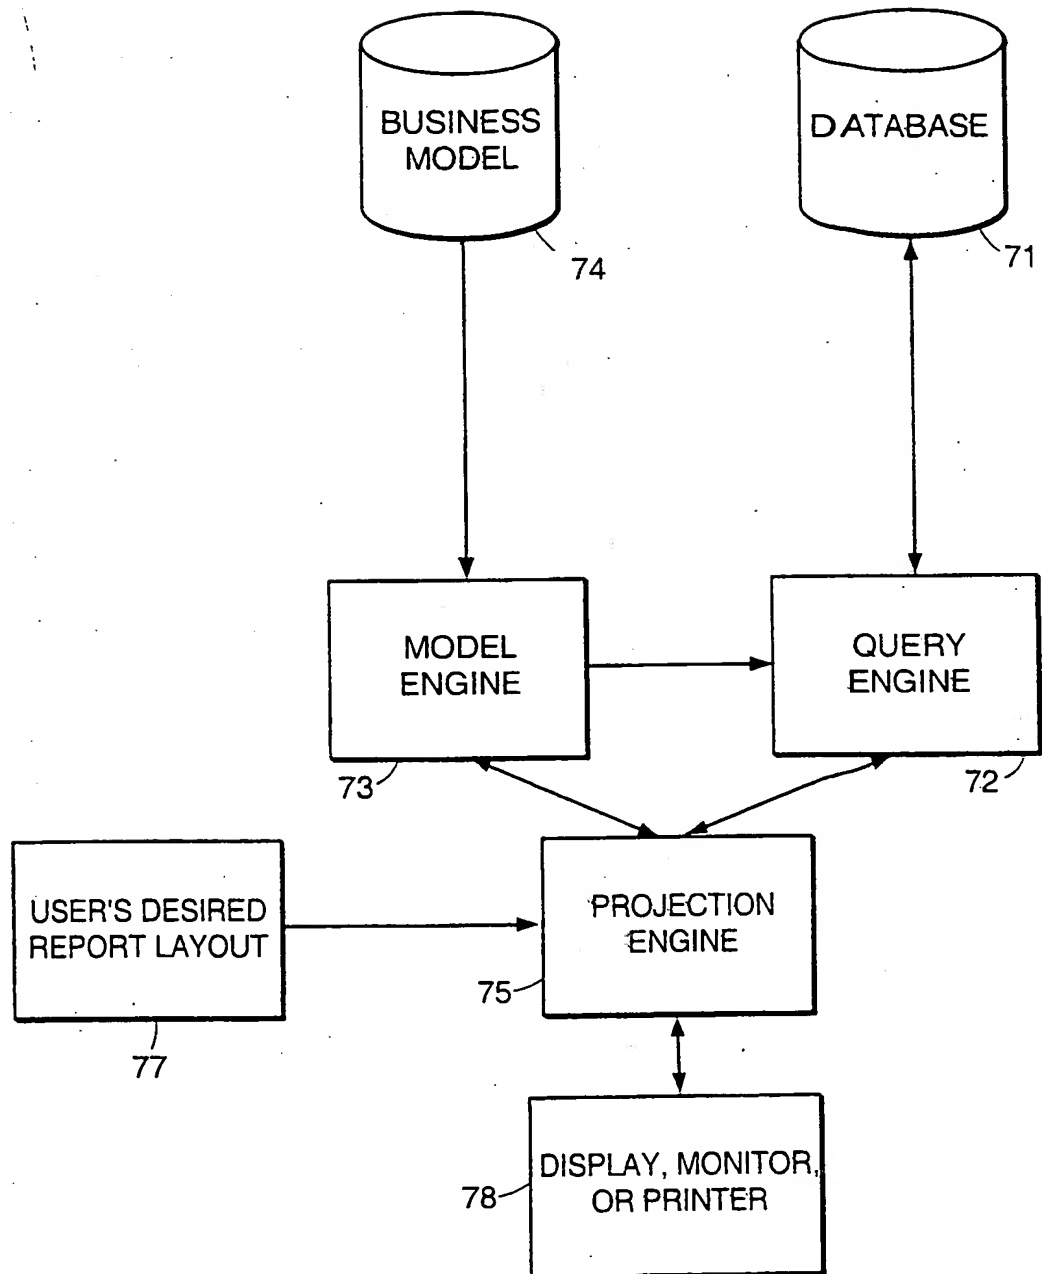 BUSINESS
MODEL
74
DATABASE
71
MODEL
ENGINE
73
QUERY
ENGINE
72
USER'S DESIRED
REPORT LAYOUT
77
PROJECTION
ENGINE
75
DISPLAY, MONITOR,
OR PRINTER
78